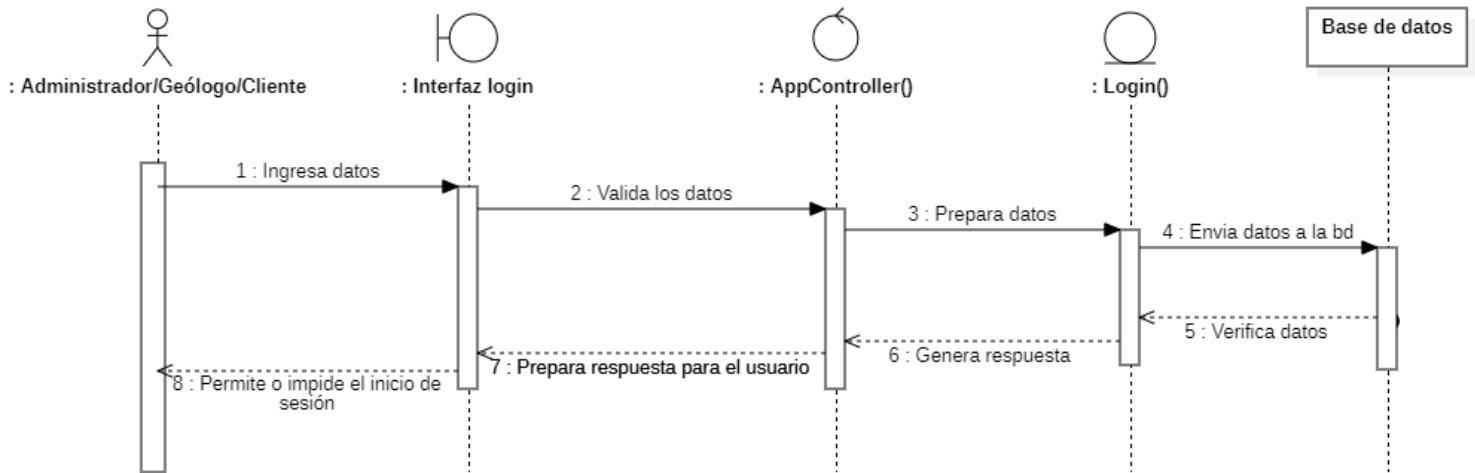 Base de datos
: Administrador/Geólogo/Cliente
: Interfaz login
: AppController()
: Login()
1 : Ingresa datos
2 : Valida los datos
3 : Prepara datos
4 : Envia datos a la bd
5 : Verifica datos
6 : Genera respuesta
7 : Prepara respuesta para el usuario
8 : Permite o impide el inicio de
sesión